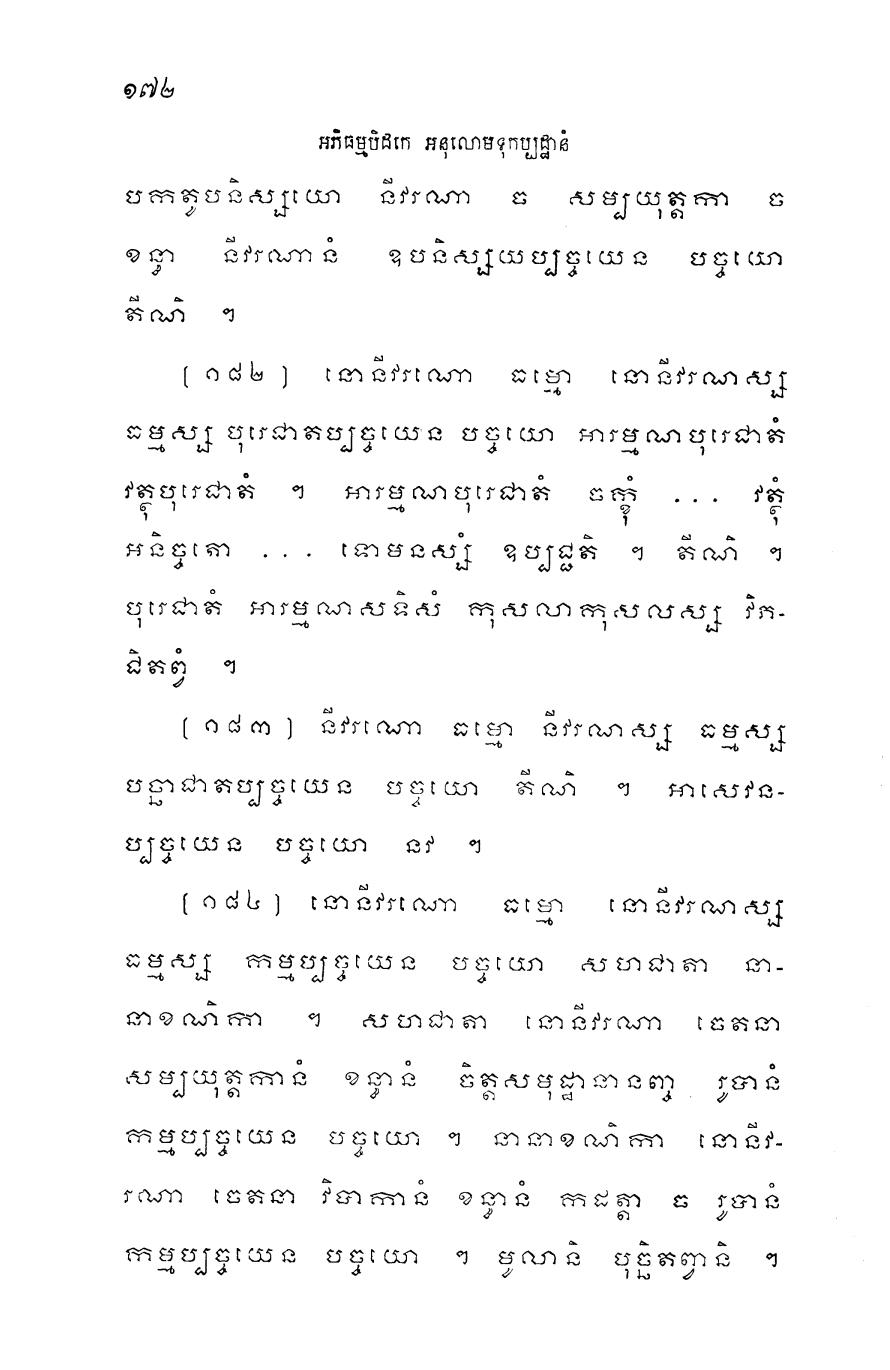 ១៧២
អភិធម្មបិដកេ អនុលោមទុកប្បដ្ឋានំ
បកតូបនិស្សយោ នីវរណា ច សម្បយុត្តកា ច
ខន្ធា នីវរណានំ ឧបនិស្សយប្បច្ចយេន បច្ចយោ
តីណិ ។
[១៨២] នោនីវរណោ ធម្មោ នោនីវរណស្ស
ធម្មស្ស បុរេជាតប្បច្ចយេន បច្ចយោ អារម្មណបុរេជាតំ
វត្ថុបុរេជាតំ ។ អារម្មណបុរេជាតំ ចក្ខុំ ... វត្ថុំ
អនិច្ចតោ ... ទោមនស្សំ ឧប្បជ្ជតិ ។ តីណិ ។
បុរេជាតំ អារម្មណសទិសំ កុសលាកុសលស្ស វិភ-
ជិតព្វំ ។
[១៨៣] នីវរណោ ធម្មោ នីវរណស្ស ធម្មស្ស
បច្ឆាជាតប្បច្ចយេន បច្ចយោ តីណិ ។ អាសេវន-
ប្បច្ចយេន បច្ចយោ នវ ។
[១៨៤] នោនីវរណោ ធម្មោ នោនីវរណស្ស
ធម្មស្ស កម្មប្បច្ចយេន បច្ចយោ សហជាតា នា-
នាខណិកា ។ សហជាតា នោនីវរណា ចេតនា
សម្បយុត្តកានំ ខន្ធានំ ចិត្តសមុដ្ឋានានញ្ច រូបានំ
កម្មប្បច្ចយេន បច្ចយោ ។ នានាខណិកា នោនីវ-
រណា ចេតនា វិបាកានំ ខន្ធានំ កដត្តា ច រូបានំ
កម្មប្បច្ចយេន បច្ចយោ ។ មូលានិ បុច្ឆិតព្វានិ ។